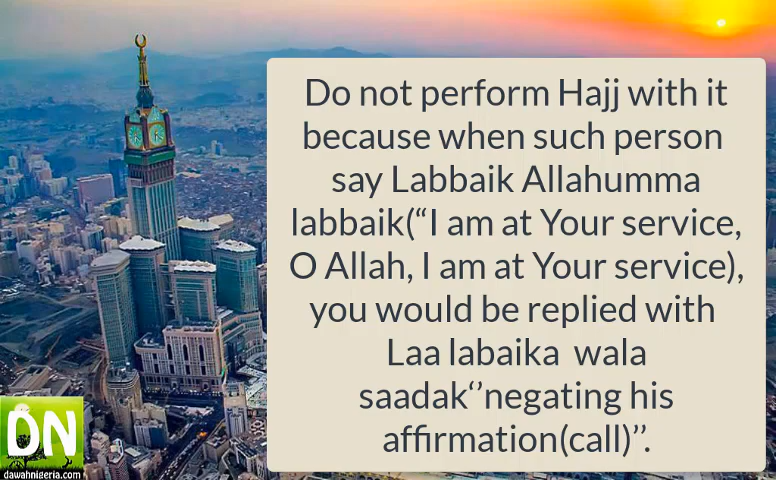 Do not perform Hajj with it
because when such person
say Labbaik Allahumma
labbaik(“I am at Your service,
O Allah, I am at Your service),
you would be replied with
Laa labaika  wala
saadak‘’negating his
affirmation(call)’’.
DN
dawahnigeria.com